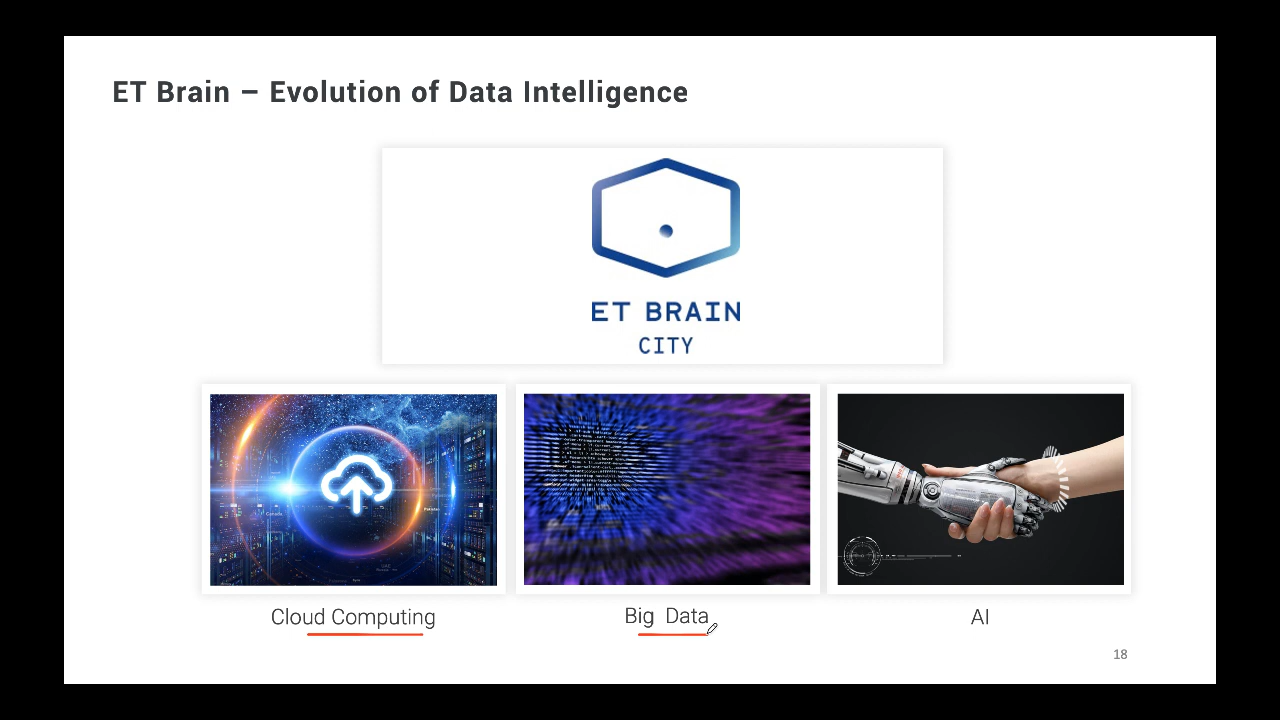 ET Brain – Evolution of Data Intelligence
ET BRAIN
CITY
Cloud Computing
Big Data
AI
18